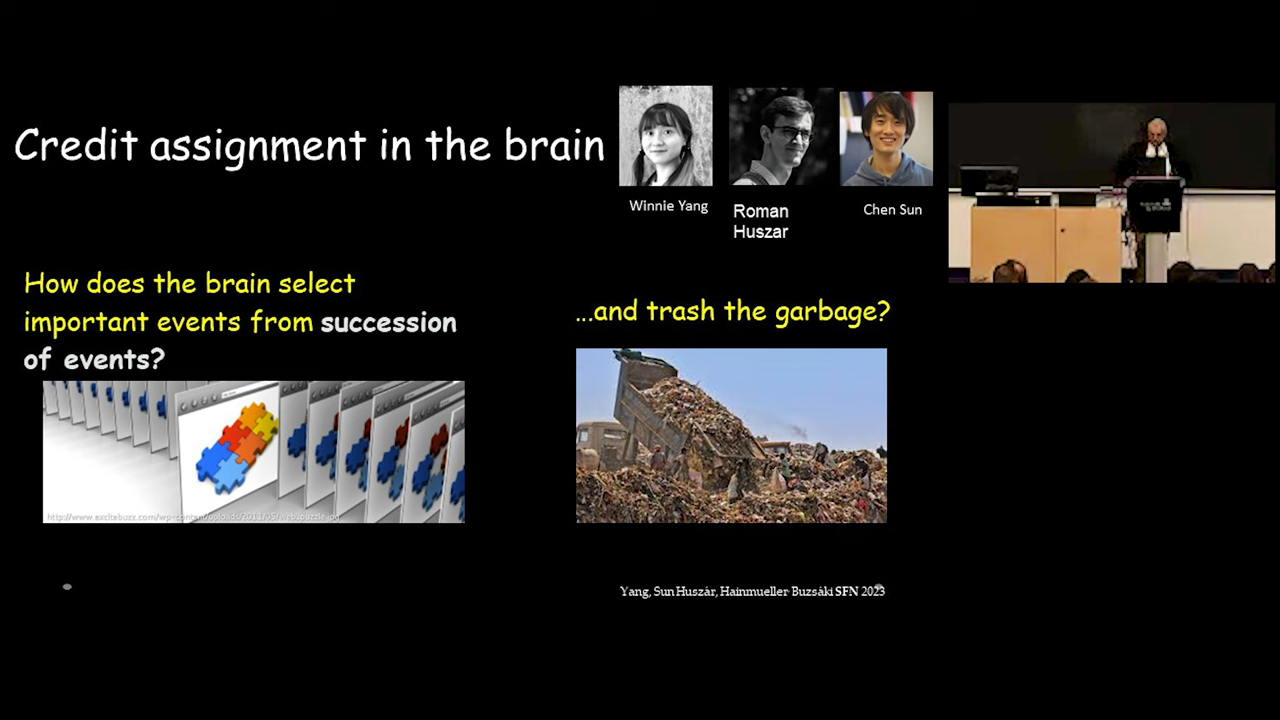 Credit assignment in the brain
Winnie Yang
Roman
Huszar
Chen Sun
How does the brain select
important events from succession
of events?
...and trash the garbage?
Yang, Sun Huszár, Hainmueller Buzsáki SFN 2023